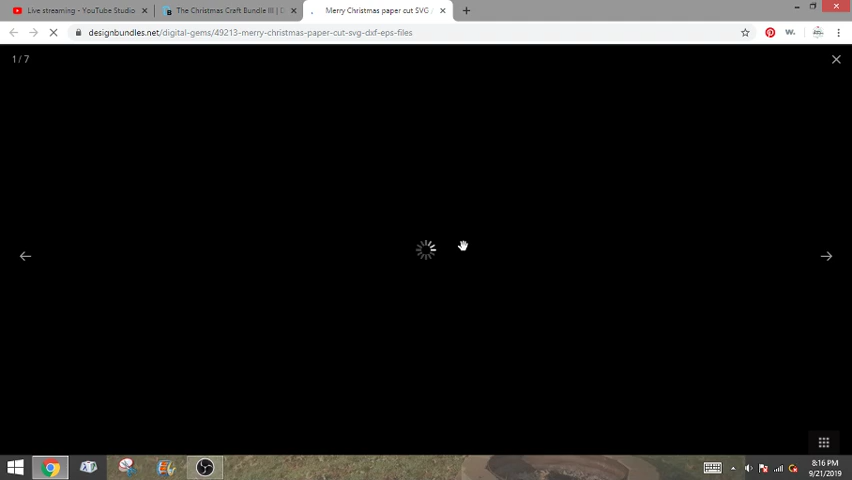 Live streaming - YouTube Studio
The Christmas Craft Bundle III | D
Merry Christmas paper cut SVG /
designbundles.net/digital-gems/49213-merry-christmas-paper-cut-svg-dxf-eps-files
1 / 7
8:16 PM
9/21/2019